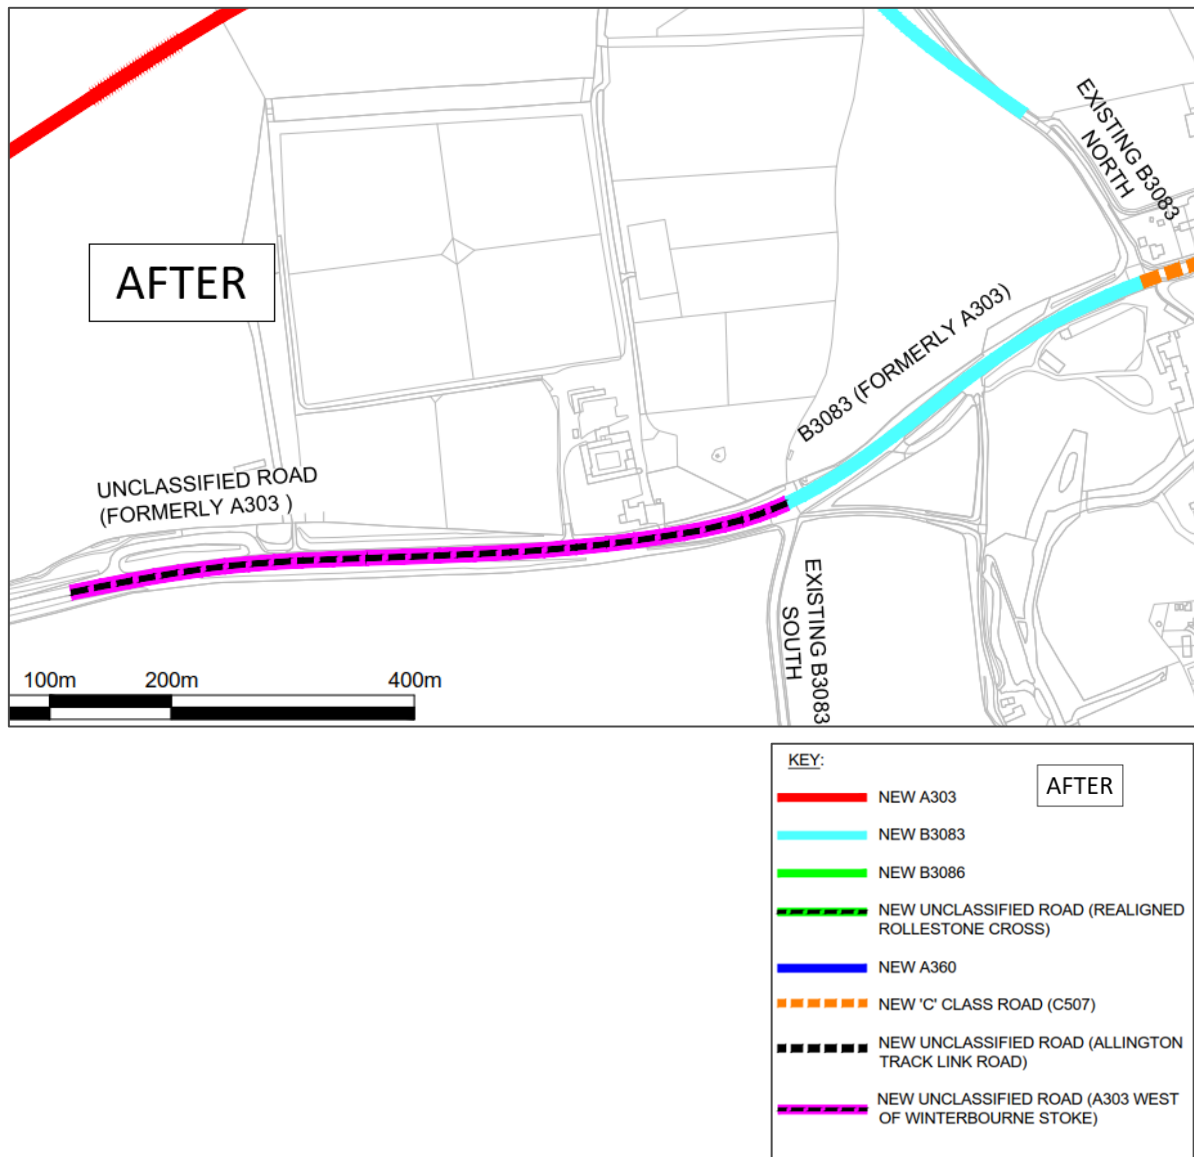 EXISTING B3083
NORTH
AFTER
B3083 (FORMERLY A303)
UNCLASSIFIED ROAD
(FORMERLY A303 )
EXISTING B3083
SOUTH
100m 200m 400m
KEY:
AFTER
NEW A303
NEW B3083
NEW B3086
NEW UNCLASSIFIED ROAD (REALIGNED
ROLLESTONE CROSS)
NEW A360
NEW 'C' CLASS ROAD (C507)
NEW UNCLASSIFIED ROAD (ALLINGTON
TRACK LINK ROAD)
NEW UNCLASSIFIED ROAD (A303 WEST
OF WINTERBOURNE STOKE)